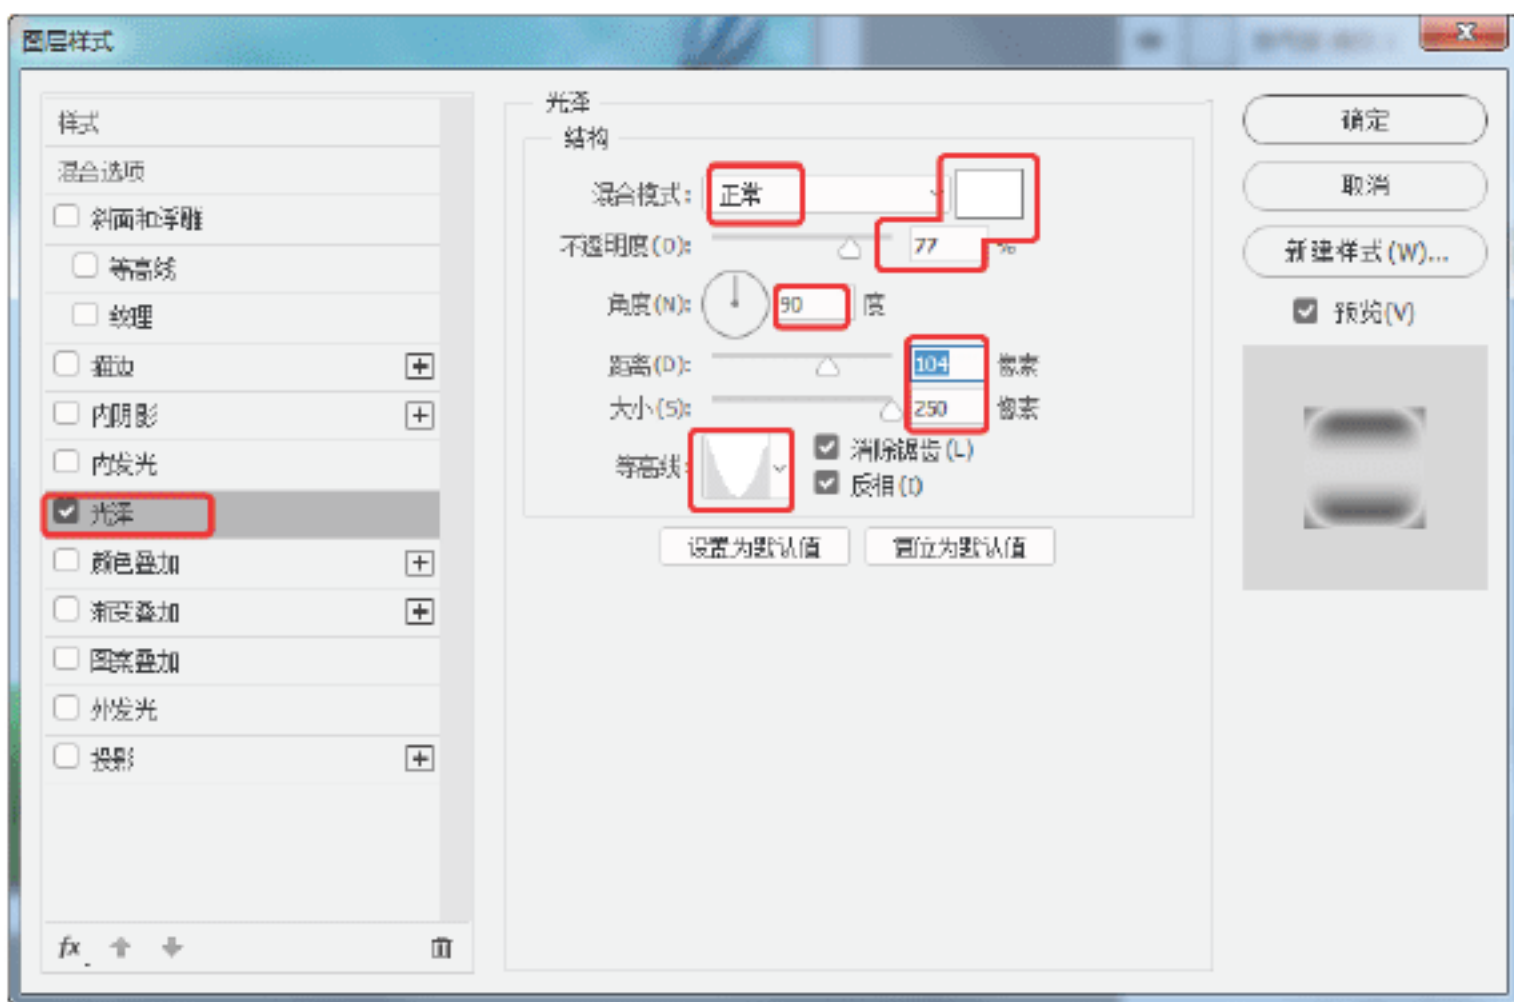 图层样式
样式
混合选项
斜面和浮雕
等高线
纹理
描边
内阴影
内发光
光泽
颜色叠加
渐变叠加
图案叠加
外发光
投影
fx
光泽
结构
混合模式: 正常
不透明度(O): 77 %
角度(N): 90 度
距离(D): 104 像素
大小(S): 250 像素
等高线: 消除锯齿(L)
反相(I)
设置为默认值 复位为默认值
确定
取消
新建样式(W)...
预览(V)